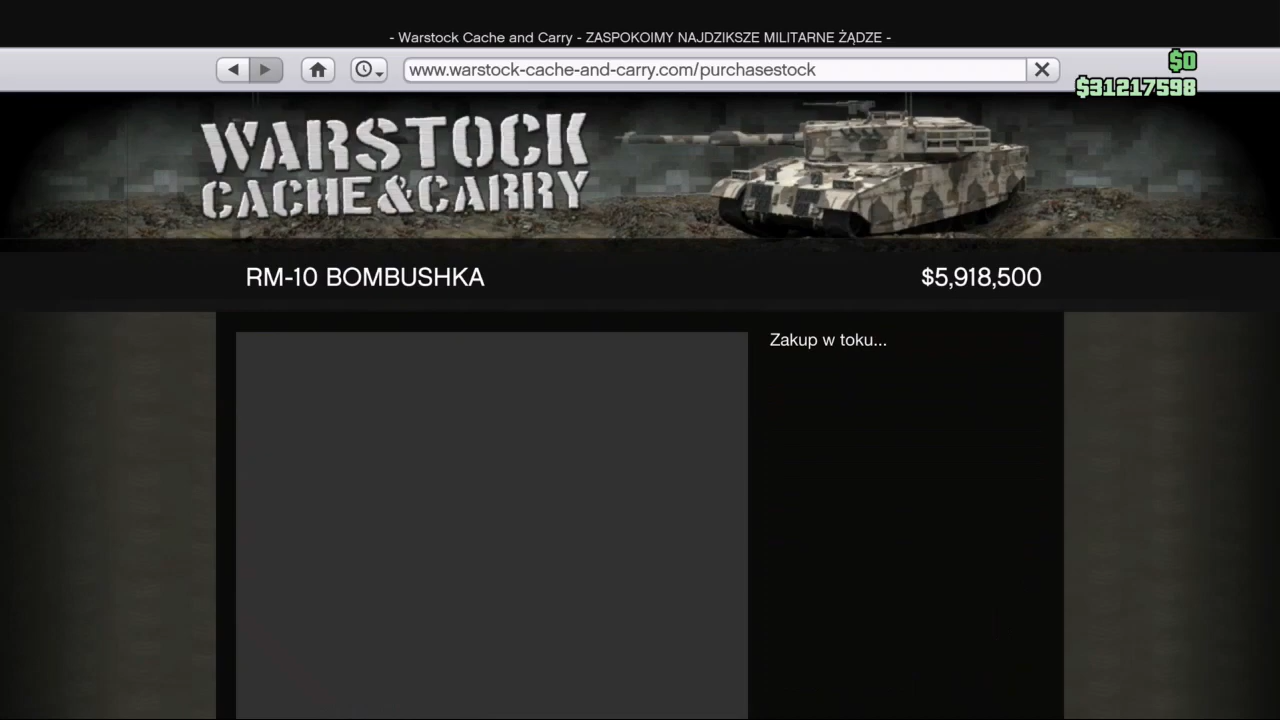 - Warstock Cache and Carry - ZASPOKOIMY NAJDZIKSZE MILITARNE ŻĄDZE -
www.warstock-cache-and-carry.com/purchasestock
$0
$31217598
WARSTOCK
CACHE&CARRY
RM-10 BOMBUSHKA $5,918,500
Zakup w toku...